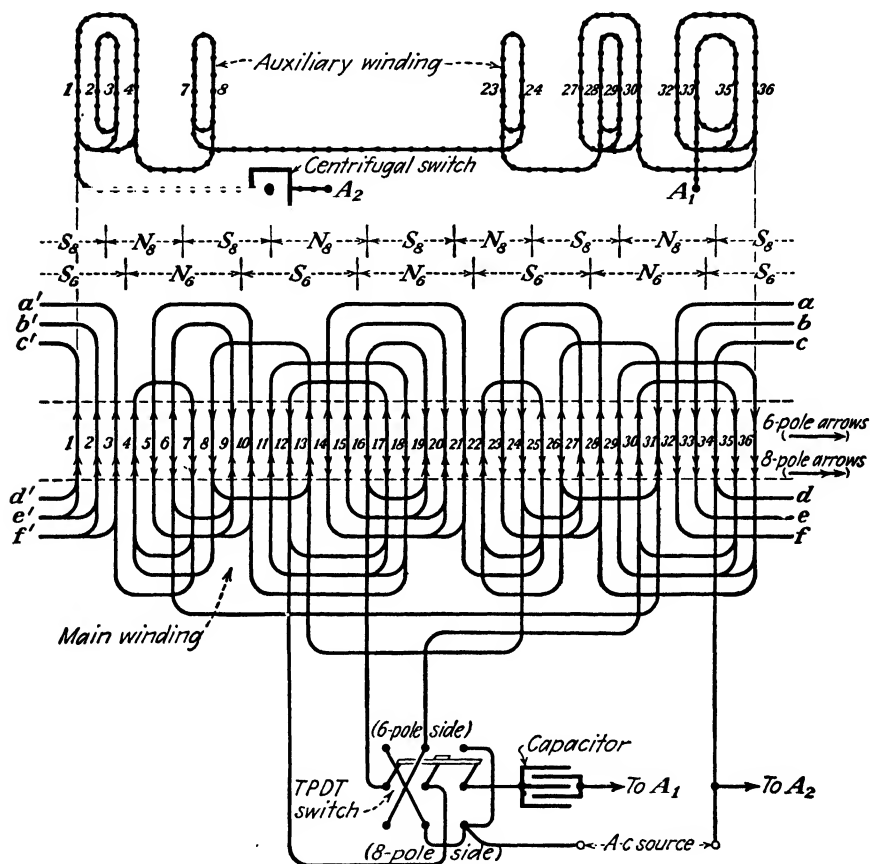 Auxiliary winding
1 2 3 4 7 8 23 24 27 28 29 30 32 33 35 36
Centrifugal switch
A2 A1
S8 N8 S8 N8 S8 N8 S8 N8 S8
S6 N6 S6 N6 S6 N6 S6
a' a
b' b
c' c
6-pole arrows
1 2 3 4 5 6 7 8 9 10 11 12 13 14 15 16 17 18 19 20 21 22 23 24 25 26 27 28 29 30 31 32 33 34 35 36
8-pole arrows
d' d
e' e
f' f
Main winding
(6-pole side)
Capacitor
TPDT
switch
To A1 To A2
A-c source
(8-pole side)